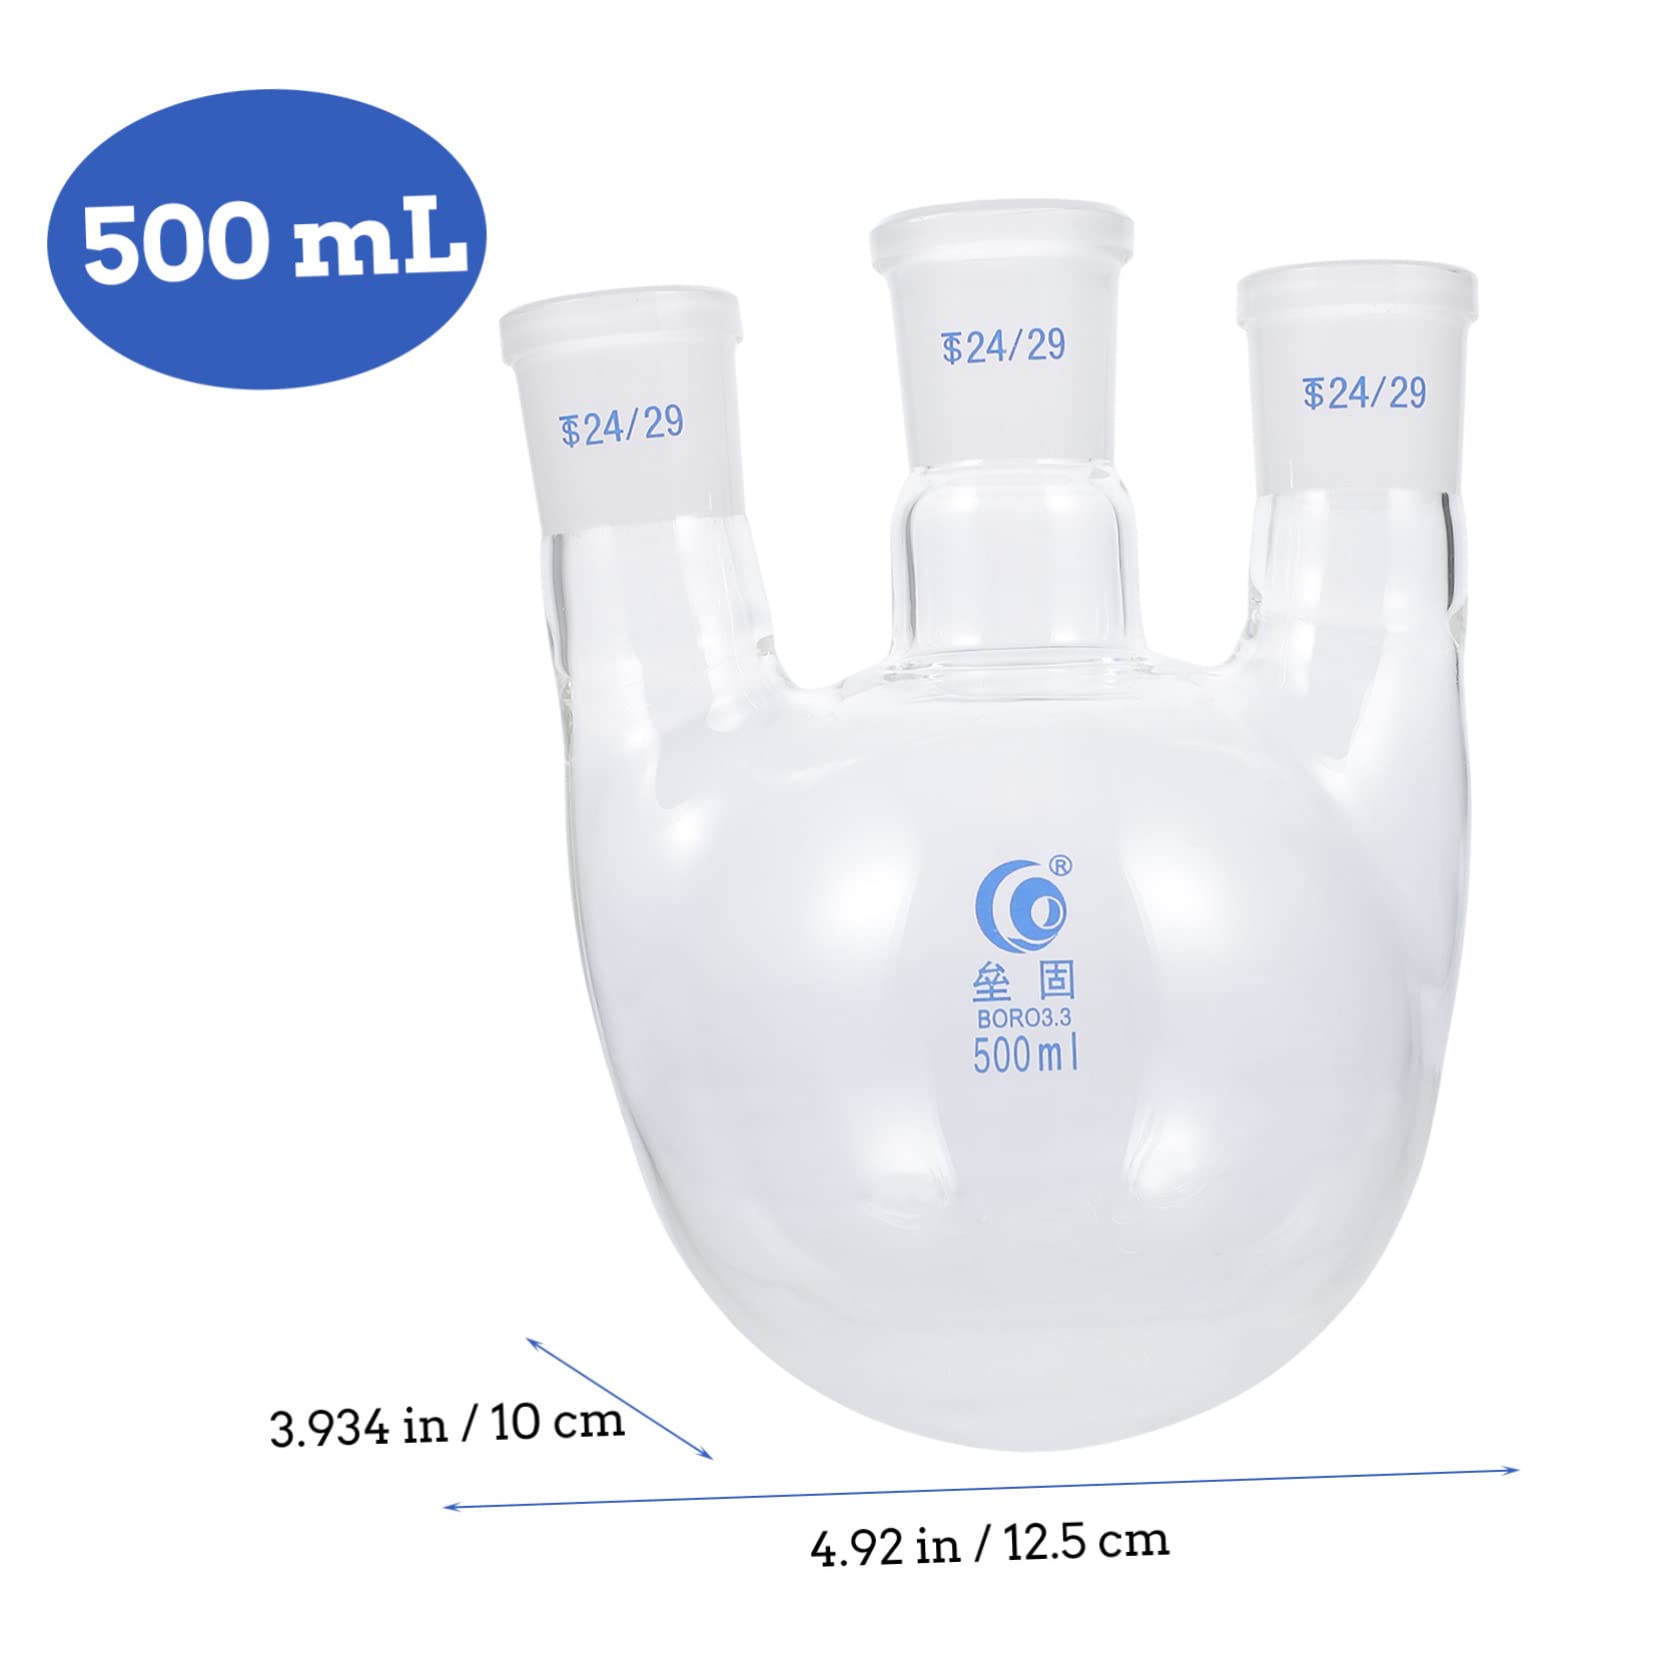 500 mL
$24/29
$24/29
$24/29
®
垒固
BORO3.3
500ml
3.934 in / 10 cm
4.92 in / 12.5 cm